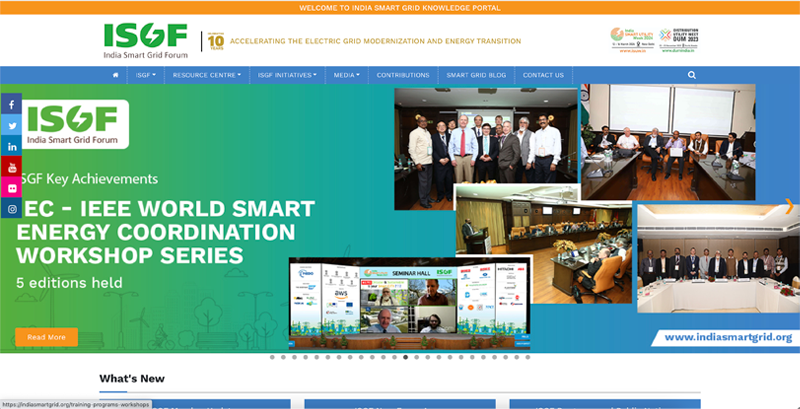 WELCOME TO INDIA SMART GRID KNOWLEDGE PORTAL
ISGF
India Smart Grid Forum
10
YEARS
ACCELERATING THE ELECTRIC GRID MODERNIZATION AND ENERGY TRANSITION
India
SMART UTILITY
Week 2024
DISTRIBUTION
UTILITY MEET
DUM 2023
ISGF
RESOURCE CENTRE
ISGF INITIATIVES
MEDIA
CONTRIBUTIONS
SMART GRID BLOG
CONTACT US
ISGF
India Smart Grid Forum
SGF Key Achievements
EC - IEEE WORLD SMART
ENERGY COORDINATION
WORKSHOP SERIES
5 editions held
SEMINAR HALL
ISGF
aws
HITACHI
Read More
www.indiasmartgrid.org
What's New
https://indiasmartgrid.org/training-programs-workshops